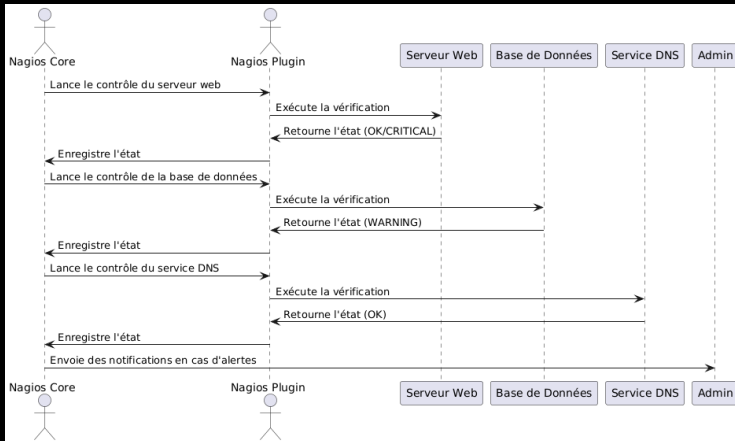 Nagios Core
Nagios Plugin
Serveur Web
Base de Données
Service DNS
Admin
Lance le contrôle du serveur web
Exécute la vérification
Retourne l'état (OK/CRITICAL)
Enregistre l'état
Lance le contrôle de la base de données
Exécute la vérification
Retourne l'état (WARNING)
Enregistre l'état
Lance le contrôle du service DNS
Exécute la vérification
Retourne l'état (OK)
Enregistre l'état
Envoie des notifications en cas d'alertes
Nagios Core
Nagios Plugin
Serveur Web
Base de Données
Service DNS
Admin